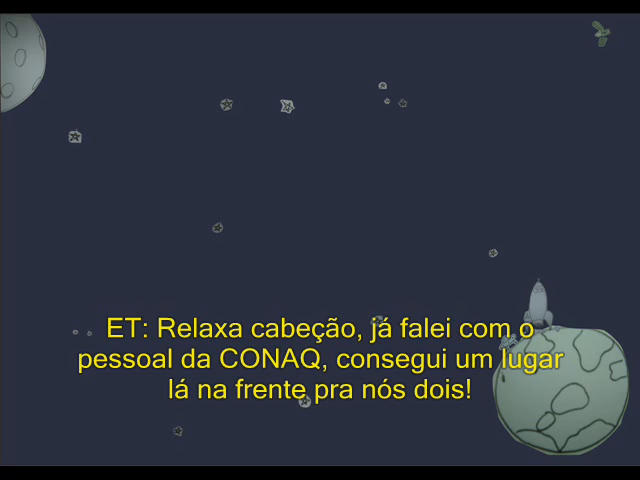 ET: Relaxa cabeção, já falei com o
pessoal da CONAQ, consegui um lugar
lá na frente pra nós dois!